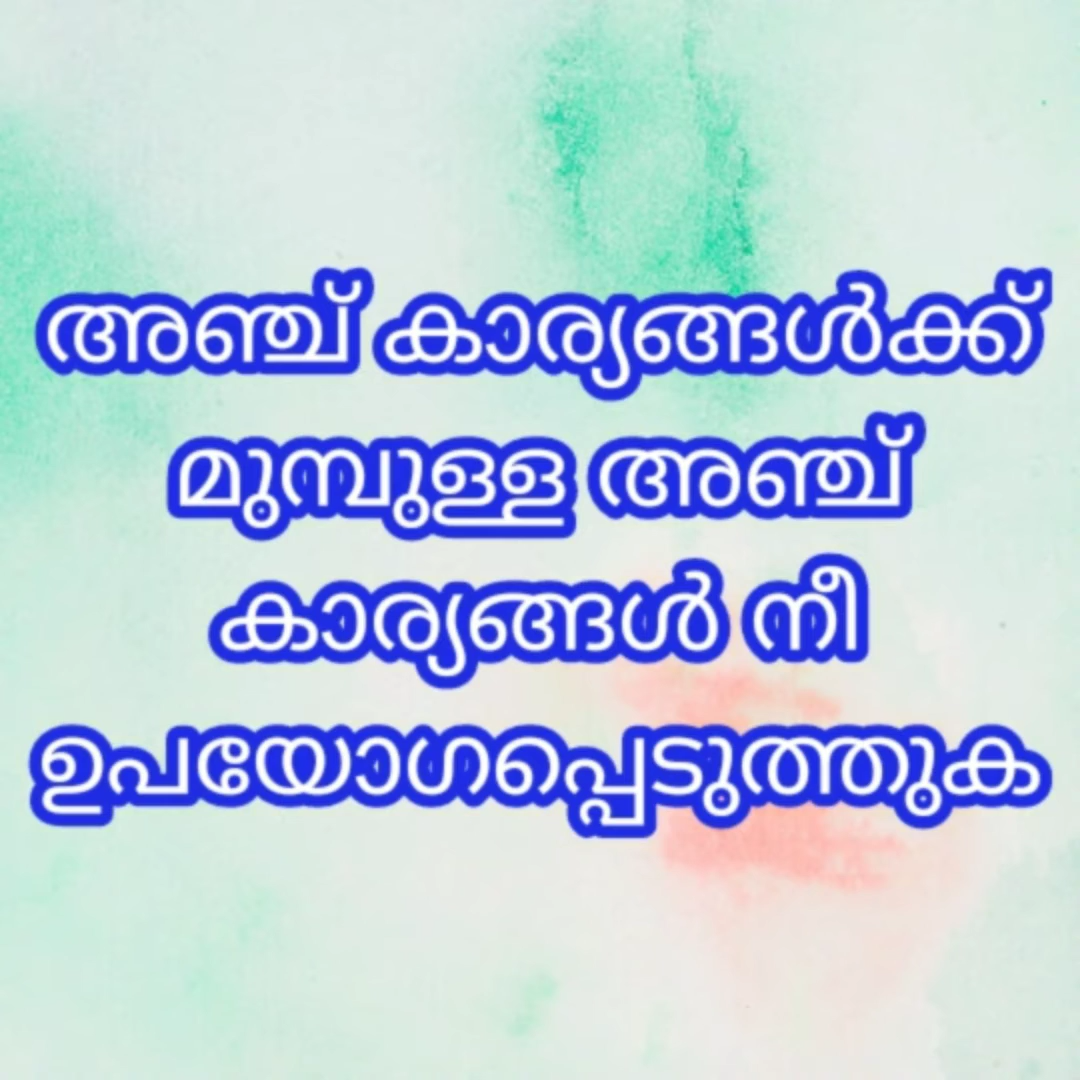 അഞ്ച് കാര്യങ്ങൾക്ക്
മുമ്പുള്ള അഞ്ച്
കാര്യങ്ങൾ നീ
ഉപയോഗപ്പെടുത്തുക